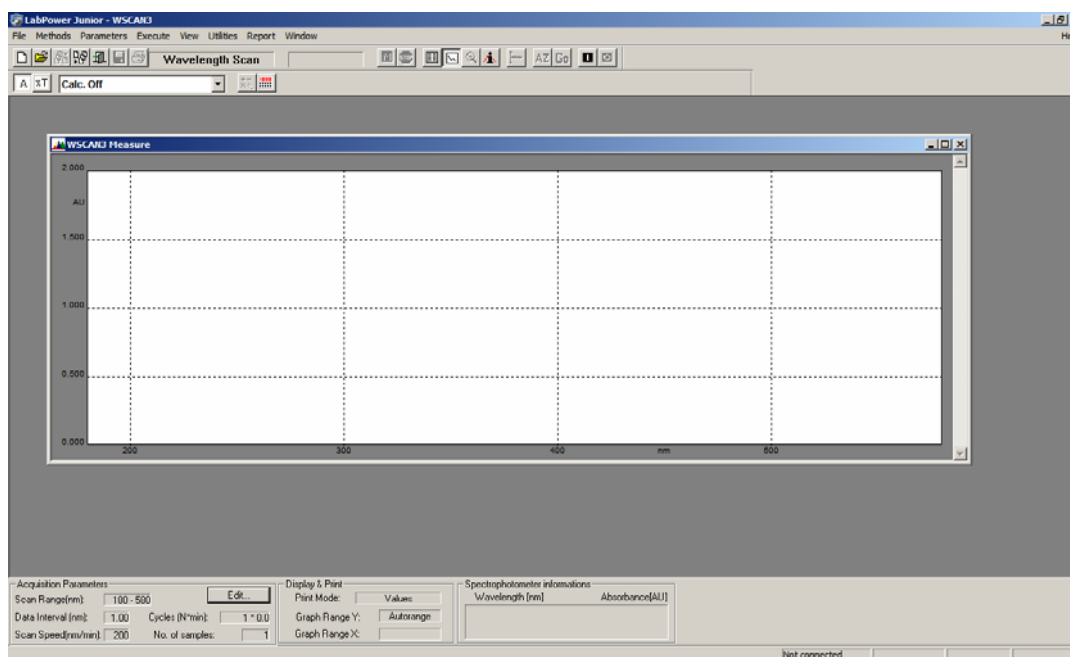 LabPower Junior - WSCAN3
File Methods Parameters Execute View Utilities Report Window He
Wavelength Scan AZ Go
A %T Calc. Off
WSCAN3 Measure
2.000
AU
1.500
1.000
0.500
0.000
200 300 400 nm 600
Acquisition Parameters Display & Print Spectrophotometer informations
Scan Range(nm): 100 - 500 Edit... Print Mode: Values Wavelength [nm] Absorbance[AU]
Data Interval (nm): 1.00 Cycles (N*min): 1 * 0.0 Graph Range Y: Autorange
Scan Speed(nm/min): 200 No. of samples: 1 Graph Range X:
Not connected